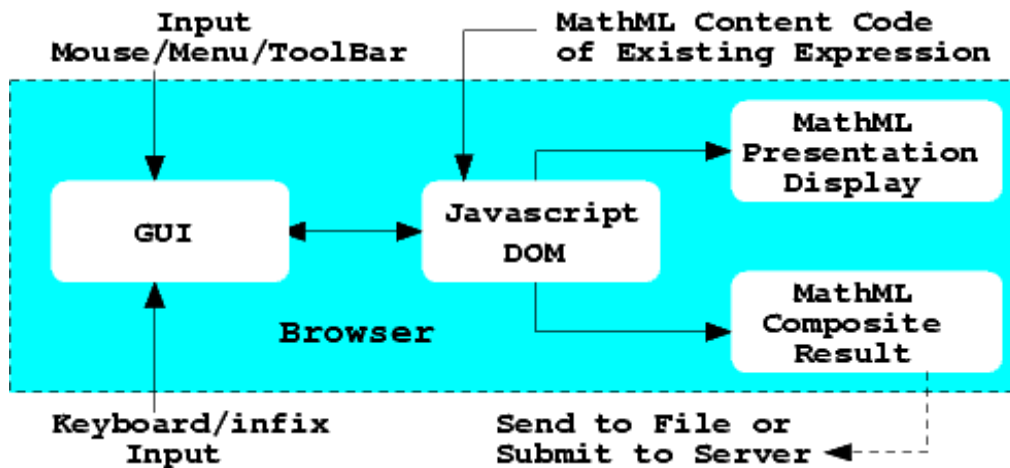 Input
Mouse/Menu/ToolBar
MathML Content Code
of Existing Expression
MathML
Presentation
Display
GUI
Javascript
DOM
MathML
Composite
Result
Browser
Keyboard/infix
Input
Send to File or
Submit to Server